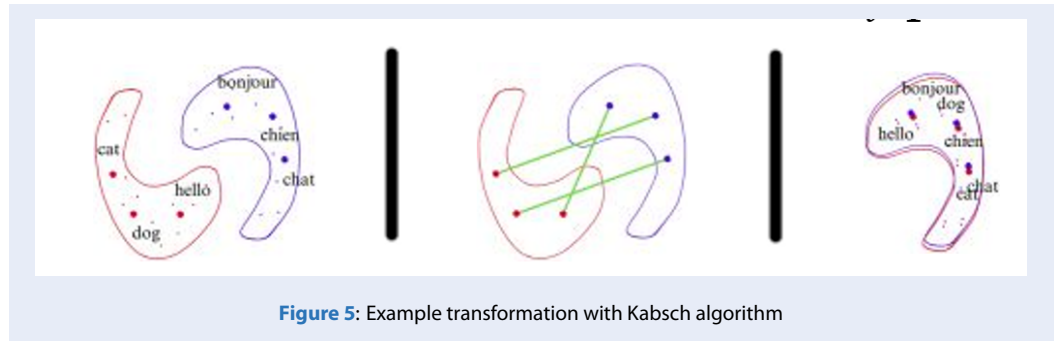 bonjour
cat
chien
hello
chat
dog
bonjour
dog
hello
chien
chat
cat
Figure 5: Example transformation with Kabsch algorithm